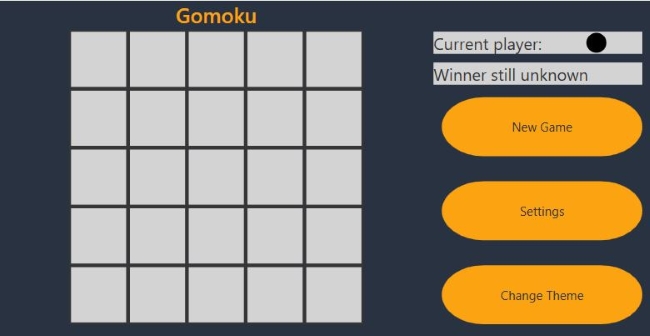 Gomoku
Current player:
Winner still unknown
New Game
Settings
Change Theme